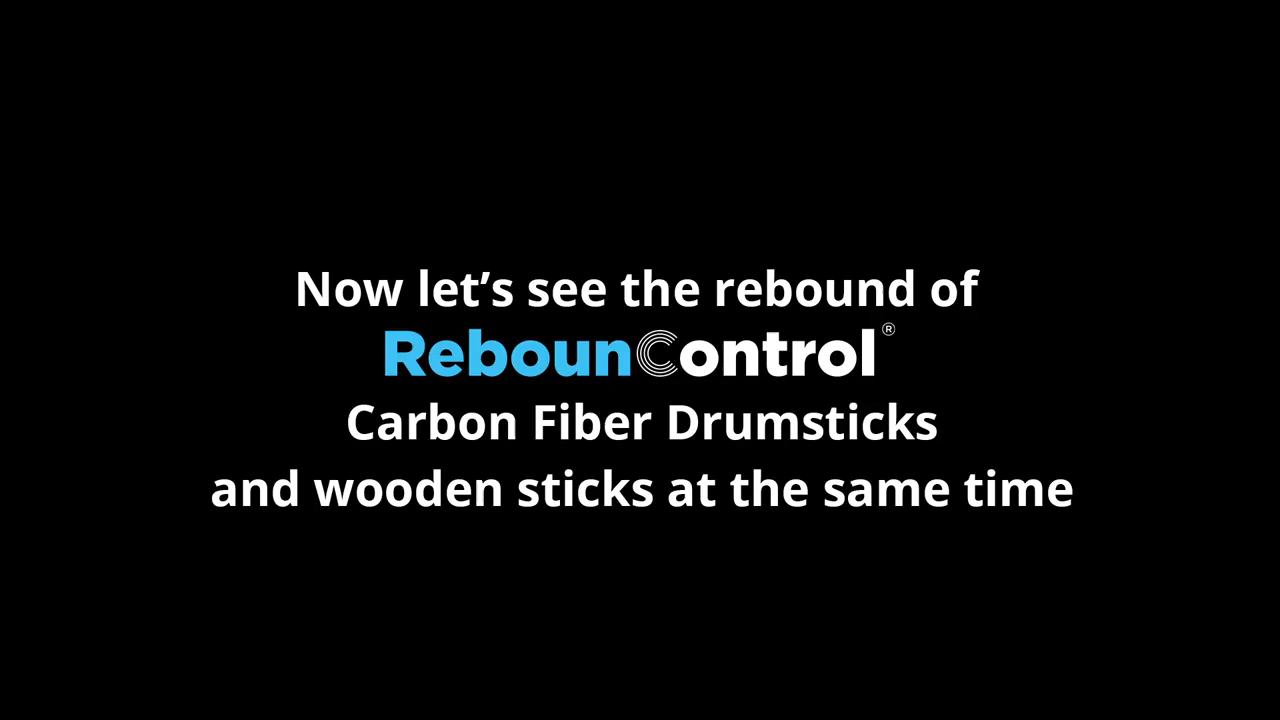 Now let’s see the rebound of
RebounControl®
Carbon Fiber Drumsticks
and wooden sticks at the same time